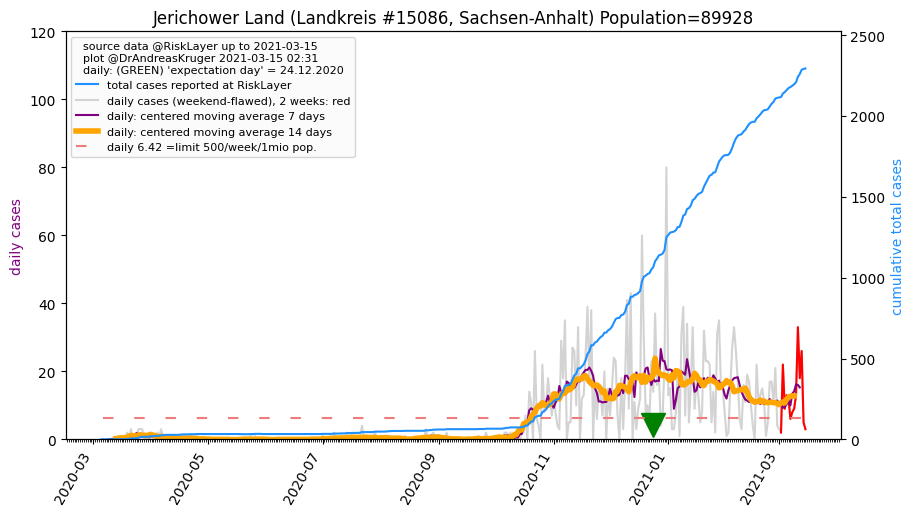 Jerichower Land (Landkreis #15086, Sachsen-Anhalt) Population=89928
source data @RiskLayer up to 2021-03-15
plot @DrAndreasKruger 2021-03-15 02:31
daily: (GREEN) 'expectation day' = 24.12.2020
total cases reported at RiskLayer
daily cases (weekend-flawed), 2 weeks: red
daily: centered moving average 7 days
daily: centered moving average 14 days
daily 6.42 =limit 500/week/1mio pop.
daily cases
120
100
80
60
40
20
0
cumulative total cases
2500
2000
1500
1000
500
0
2020-03
2020-05
2020-07
2020-09
2020-11
2021-01
2021-03